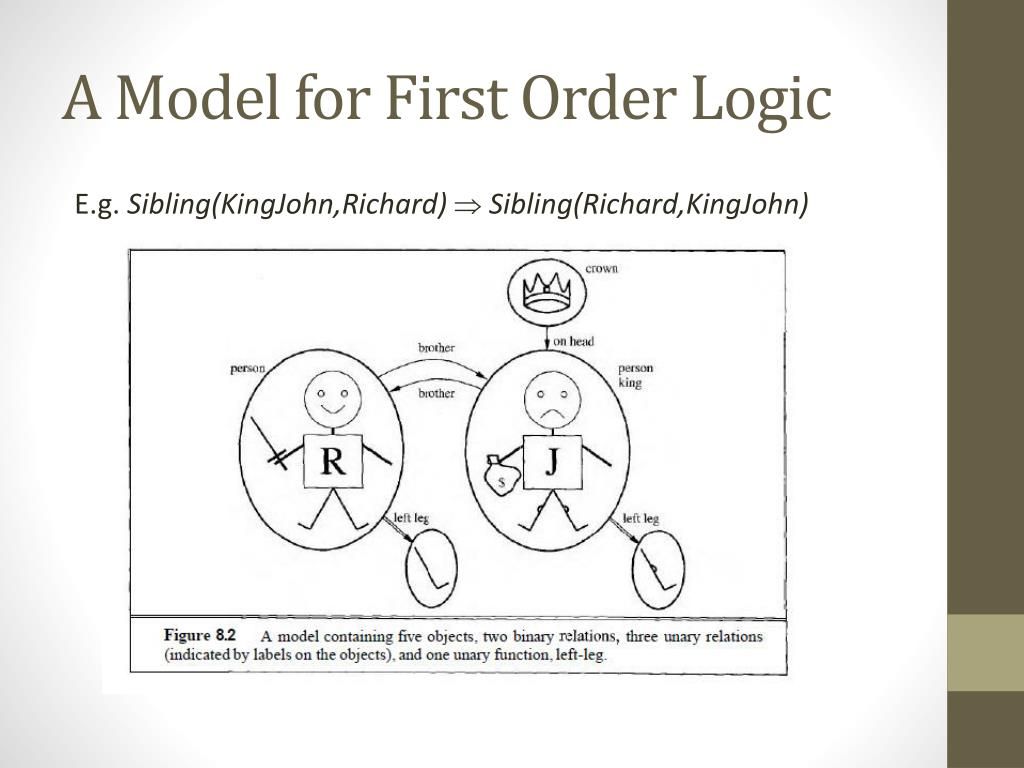 A Model for First Order Logic
E.g. Sibling(KingJohn,Richard) ⇒ Sibling(Richard,KingJohn)
crown
on head
brother
person
person
king
brother
R
J
$
left leg
left leg
Figure 8.2 A model containing five objects, two binary relations, three unary relations
(indicated by labels on the objects), and one unary function, left-leg.